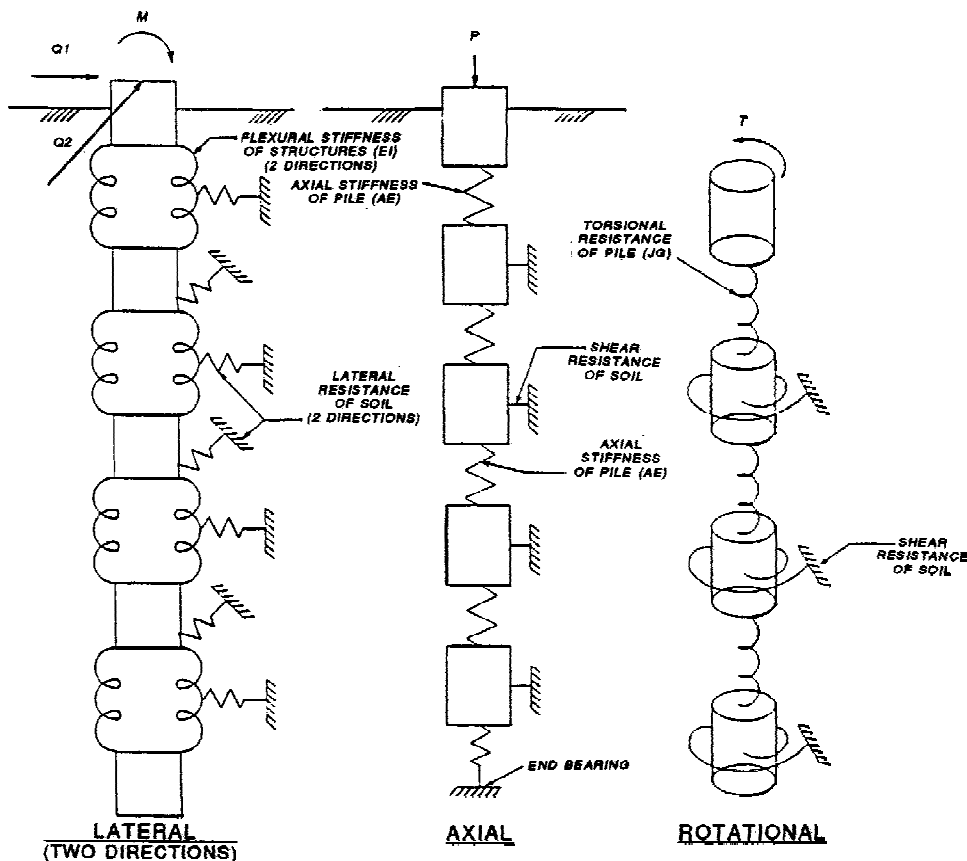 M
Q1
Q2
FLEXURAL STIFFNESS
OF STRUCTURES (EI)
(2 DIRECTIONS)
LATERAL
RESISTANCE
OF SOIL
(2 DIRECTIONS)
LATERAL
(TWO DIRECTIONS)
P
AXIAL STIFFNESS
OF PILE (AE)
SHEAR
RESISTANCE
OF SOIL
AXIAL
STIFFNESS
OF PILE (AE)
END BEARING
AXIAL
T
TORSIONAL
RESISTANCE
OF PILE (JG)
SHEAR
RESISTANCE
OF SOIL
ROTATIONAL